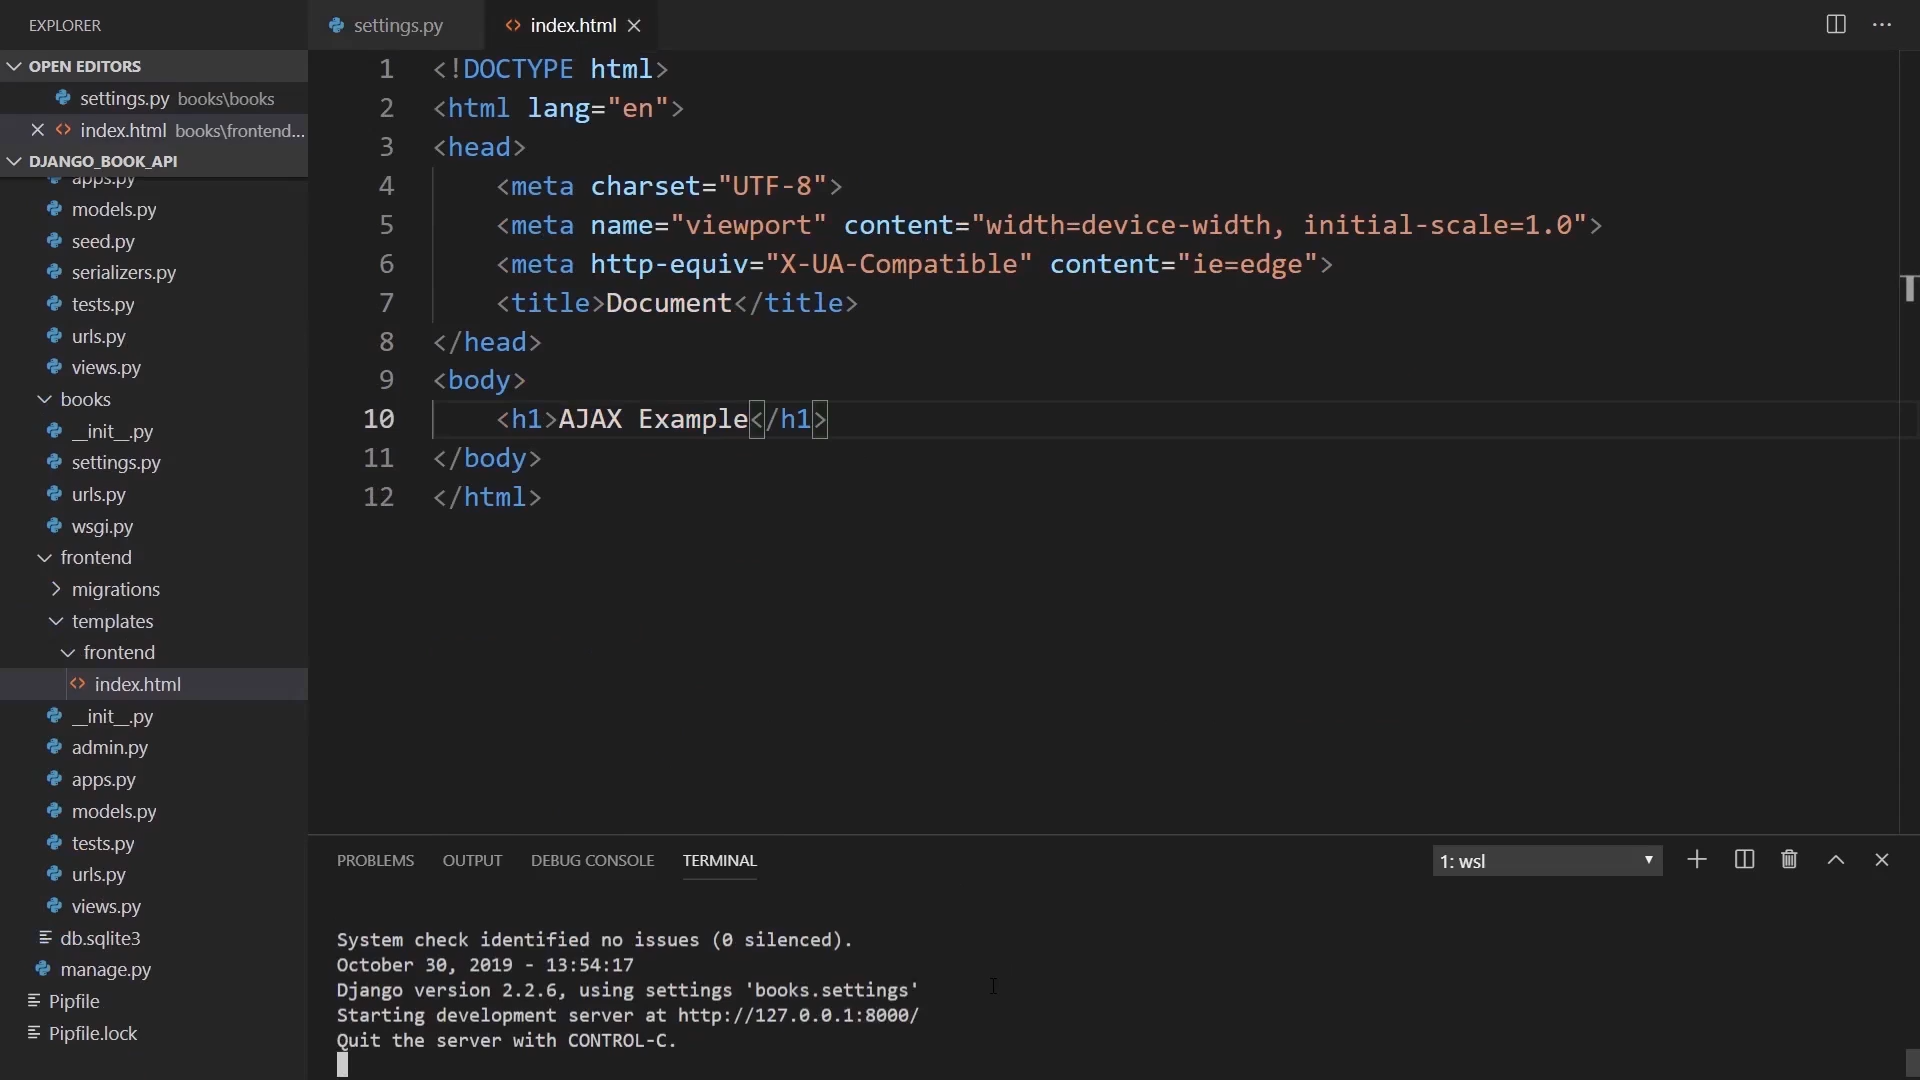 EXPLORER
OPEN EDITORS
settings.py books\books
index.html books\frontend...
DJANGO_BOOK_API
apps.py
models.py
seed.py
serializers.py
tests.py
urls.py
views.py
books
__init__.py
settings.py
urls.py
wsgi.py
frontend
migrations
templates
frontend
index.html
__init__.py
admin.py
apps.py
models.py
tests.py
urls.py
views.py
db.sqlite3
manage.py
Pipfile
Pipfile.lock
settings.py
index.html
1 <!DOCTYPE html>
2 <html lang="en">
3 <head>
4     <meta charset="UTF-8">
5     <meta name="viewport" content="width=device-width, initial-scale=1.0">
6     <meta http-equiv="X-UA-Compatible" content="ie=edge">
7     <title>Document</title>
8 </head>
9 <body>
10     <h1>AJAX Example</h1>
11 </body>
12 </html>
PROBLEMS OUTPUT DEBUG CONSOLE TERMINAL
1: wsl
System check identified no issues (0 silenced).
October 30, 2019 - 13:54:17
Django version 2.2.6, using settings 'books.settings'
Starting development server at http://127.0.0.1:8000/
Quit the server with CONTROL-C.